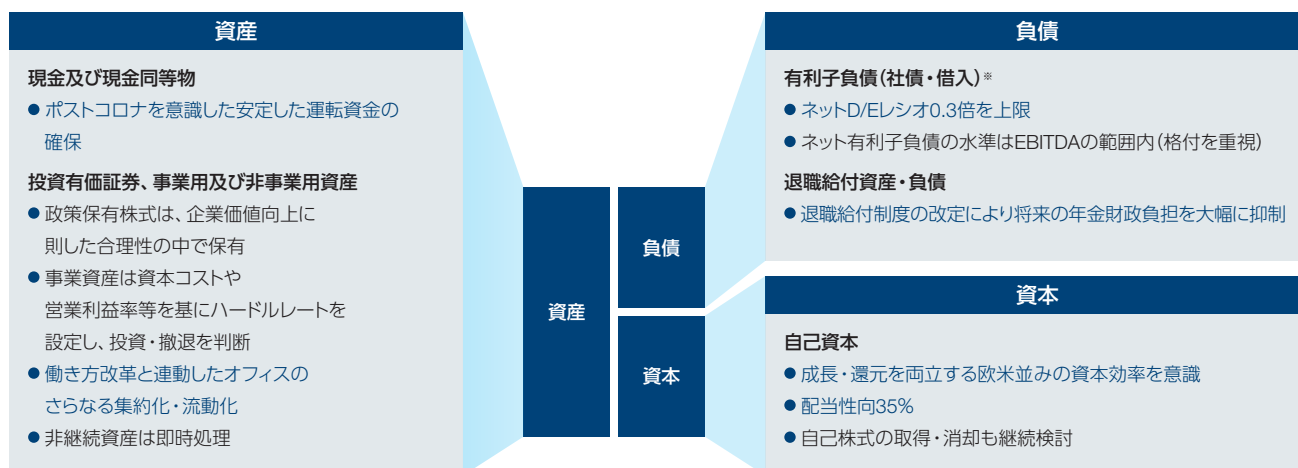 資産
現金及び現金同等物
● ポストコロナを意識した安定した運転資金の
確保
投資有価証券、事業用及び非事業用資産
● 政策保有株式は、企業価値向上に
則した合理性の中で保有
● 事業資産は資本コストや
営業利益率等を基にハードルレートを
設定し、投資・撤退を判断
● 働き方改革と連動したオフィスの
さらなる集約化・流動化
● 非継続資産は即時処理
資産
負債
資本
負債
有利子負債(社債・借入)※
● ネットD/Eレシオ0.3倍を上限
● ネット有利子負債の水準はEBITDAの範囲内(格付を重視)
退職給付資産・負債
● 退職給付制度の改定により将来の年金財政負担を大幅に抑制
資本
自己資本
● 成長・還元を両立する欧米並みの資本効率を意識
● 配当性向35%
● 自己株式の取得・消却も継続検討